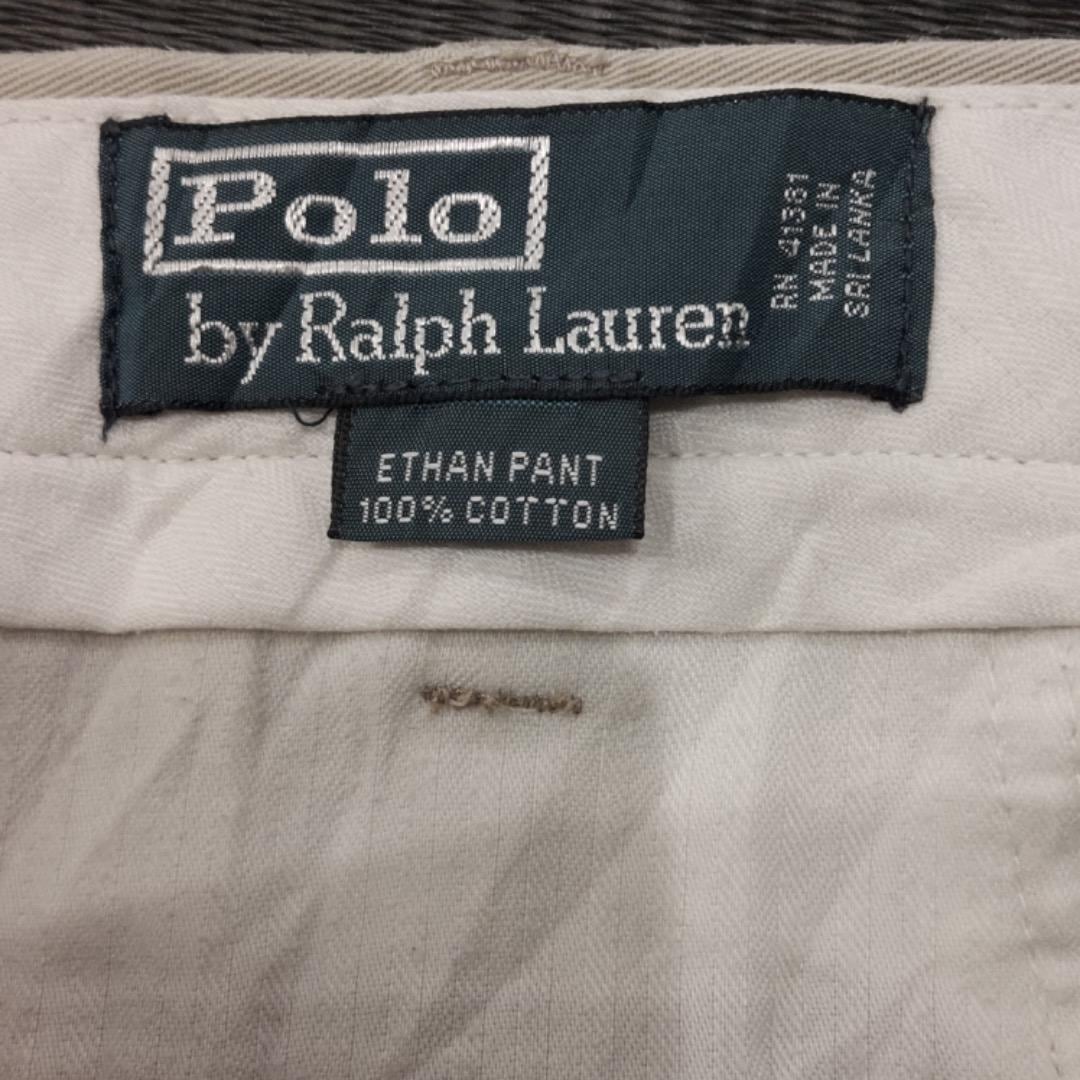 Polo
by Ralph Lauren
RN 41381
MADE IN
SRI LANKA
ETHAN PANT
100% COTTON